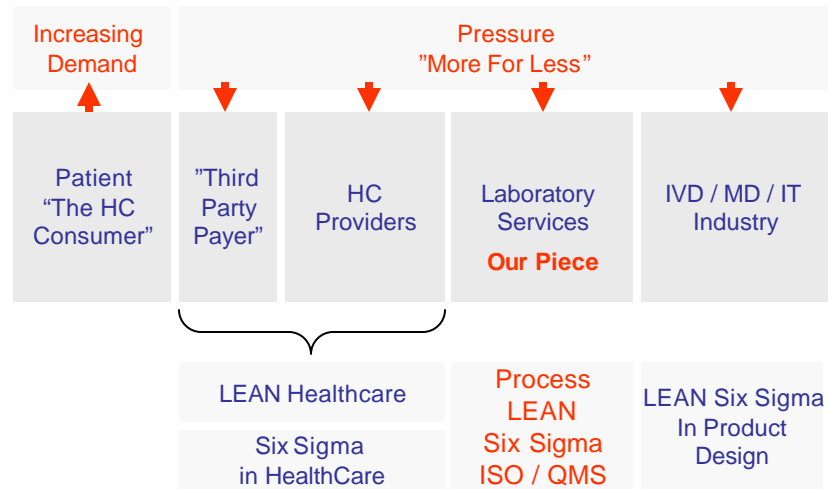 Increasing
Demand
Pressure
”More For Less”
Patient
“The HC
Consumer”
”Third
Party
Payer”
HC
Providers
Laboratory
Services
Our Piece
IVD / MD / IT
Industry
LEAN Healthcare
Six Sigma
in HealthCare
Process
LEAN
Six Sigma
ISO / QMS
LEAN Six Sigma
In Product
Design